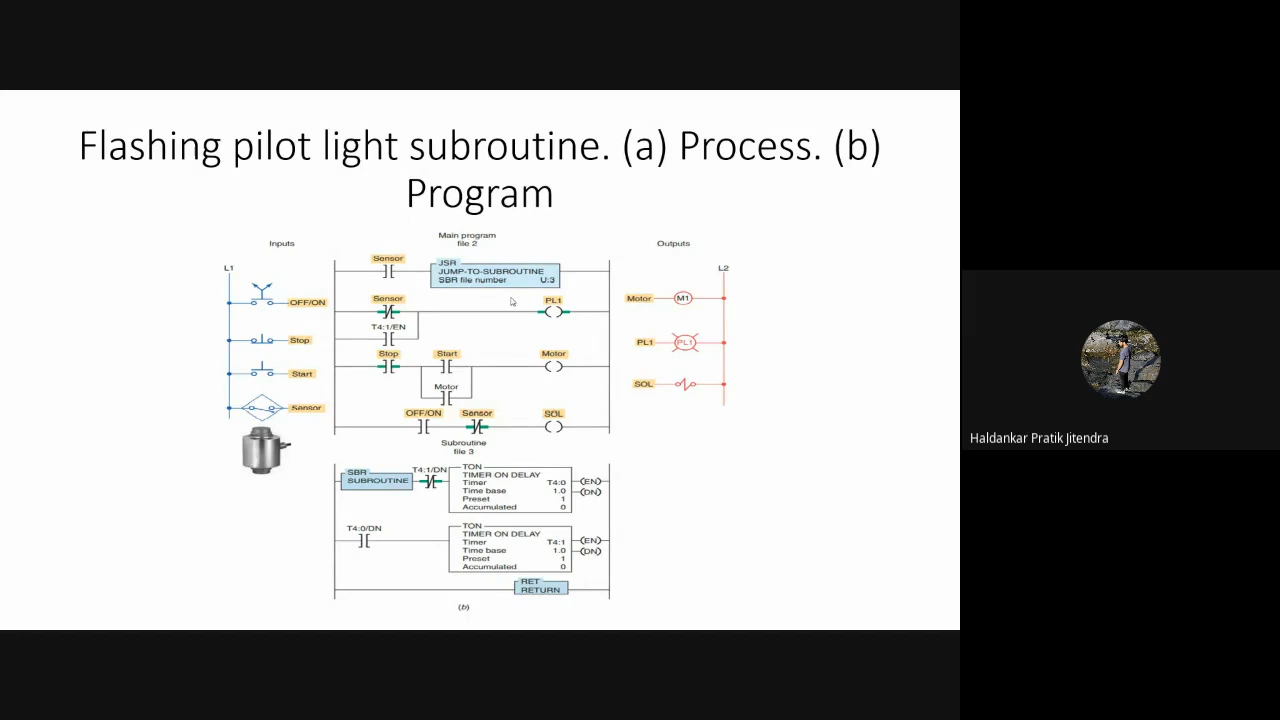 Flashing pilot light subroutine. (a) Process. (b)
Program
Main program
file 2
Inputs
Outputs
L1
L2
OFF/ON
Stop
Start
Sensor
Sensor
JSR
JUMP-TO-SUBROUTINE
SBR file number U:3
Sensor
PL1
T4:1/EN
Stop
Start
Motor
Motor
OFF/ON
Sensor
SOL
Motor
M1
PL1
PL1
SOL
Subroutine
file 3
SBR
SUBROUTINE
T4:1/DN
TON
TIMER ON DELAY
Timer T4:0
Time base 1.0
Preset 1
Accumulated 0
EN
DN
T4:0/DN
TON
TIMER ON DELAY
Timer T4:1
Time base 1.0
Preset 1
Accumulated 0
EN
DN
RET
RETURN
(b)
Haldankar Pratik Jitendra